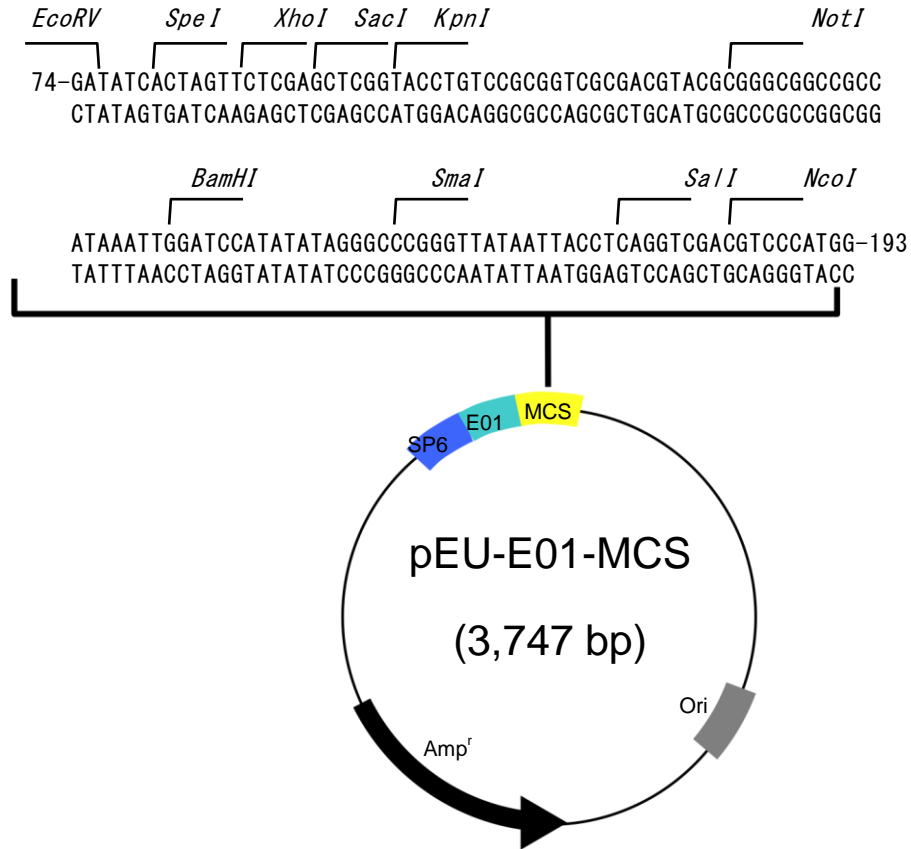 EcoRV SpeI XhoI SacI KpnI NotI
74-GATATCACTAGTTCTCGAGCTCGGTACCTGTCCGCGGTCGCGACGTACGCGGGCGGCCGCC
CTATAGTGATCAAGAGCTCGAGCCATGGACAGGCGCCAGCGCTGCATGCGCCCGCCGGCGG
BamHI SmaI SalI NcoI
ATAAATTGGATCCATATATAGGGCCCGGGTTATAATTACCTCAGGTCGACGTCCCATGG-193
TATTTAACCTAGGTATATATCCCGGGCCCAATATTAATGGAGTCCAGCTGCAGGGTACC
SP6 E01 MCS
pEU-E01-MCS
(3,747 bp)
Ori
Ampʳ